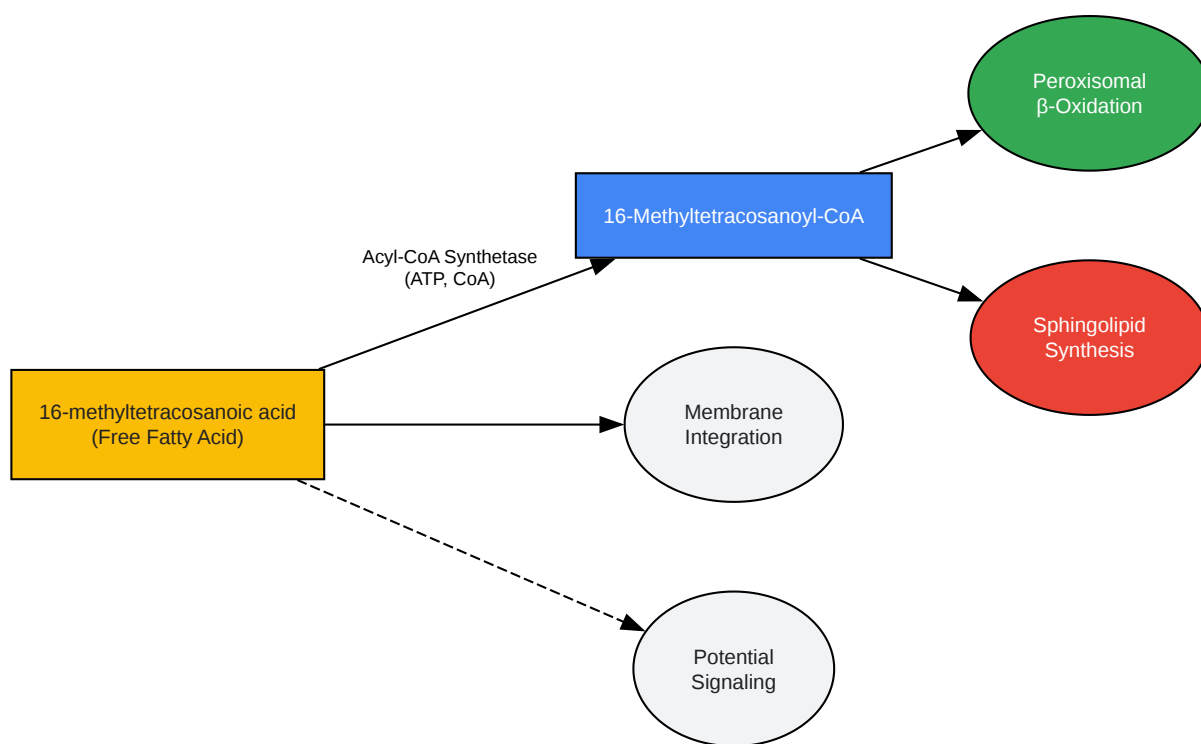 Peroxisomal
β-Oxidation
16-Methyltetracosanoyl-CoA
Acyl-CoA Synthetase
(ATP, CoA)
Sphingolipid
Synthesis
16-methyltetracosanoic acid
(Free Fatty Acid)
Membrane
Integration
Potential
Signaling